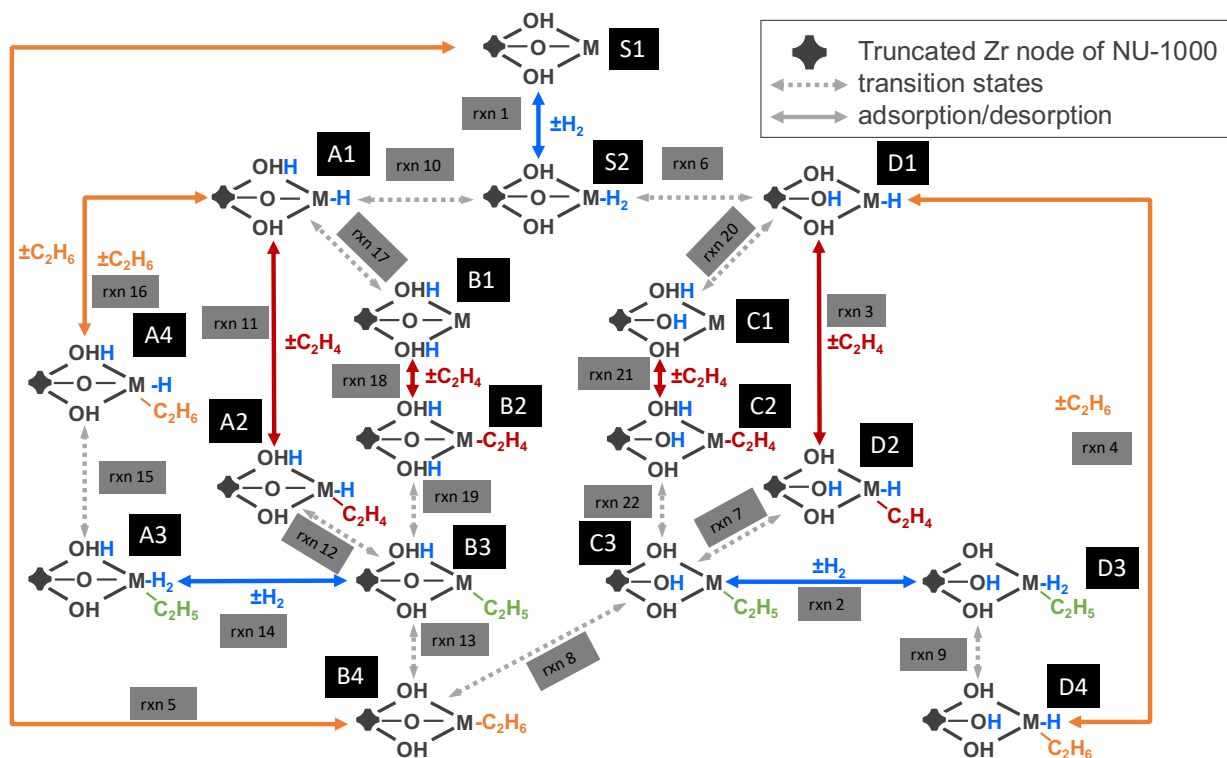 OH
O
M
OH
S1
Truncated Zr node of NU-1000
transition states
adsorption/desorption
rxn 1
±H₂
A1
rxn 10
S2
rxn 6
D1
OHH
O
M-H
OH
OH
O
M-H₂
OH
OH
OH
M-H
OH
±C₂H₆
±C₂H₆
rxn 16
rxn 17
rxn 20
rxn 11
±C₂H₄
B1
OHH
O
M
OHH
C1
OHH
OH
M
OH
rxn 3
±C₂H₄
A4
OHH
O
M-H
C₂H₆
OH
rxn 18
±C₂H₄
rxn 21
±C₂H₄
±C₂H₆
rxn 4
A2
OHH
O
M-H
C₂H₄
OH
B2
OHH
O
M-C₂H₄
OHH
C2
OHH
OH
M-C₂H₄
OH
D2
OH
OH
M-H
C₂H₄
OH
rxn 15
rxn 12
rxn 19
rxn 22
rxn 7
A3
OHH
O
M-H₂
C₂H₅
OH
±H₂
rxn 14
B3
OHH
O
M
C₂H₅
OH
C3
OH
OH
M
C₂H₅
OH
±H₂
rxn 2
D3
OH
OH
M-H₂
C₂H₅
OH
rxn 13
rxn 8
rxn 9
rxn 5
B4
OH
O
M-C₂H₆
OH
D4
OH
OH
M-H
C₂H₆
OH